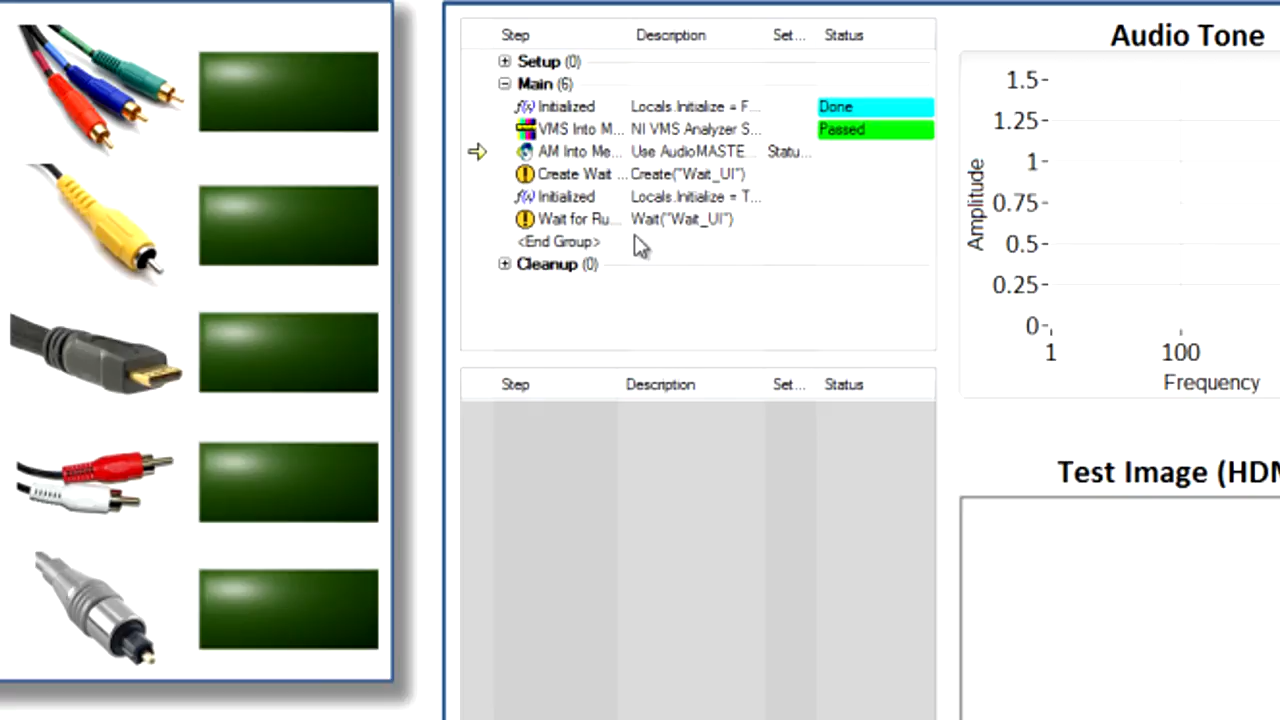 Step Description Set... Status
Setup (0)
Main (6)
f(x) Initialized Locals.Initialize = F... Done
VMS Into M... NI VMS Analyzer S... Passed
AM Into Me... Use AudioMASTE... Statu...
Create Wait ... Create("Wait_UI")
f(x) Initialized Locals.Initialize = T...
Wait for Ru... Wait("Wait_UI")
<End Group>
Cleanup (0)
Step Description Set... Status
Audio Tone
Amplitude
1.5
1.25
1
0.75
0.5
0.25
0
1 100
Frequency
Test Image (HDM